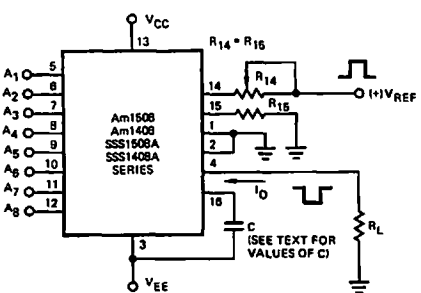 VCC
13
R14 = R15
A1 5
A2 6
A3 7
A4 8
A5 9
A6 10
A7 11
A8 12
Am1508
Am1408
SSS1508A
SSS1408A
SERIES
14
R14
(+)VREF
15
R15
1
2
4
IO
16
C
(SEE TEXT FOR
VALUES OF C)
RL
3
VEE